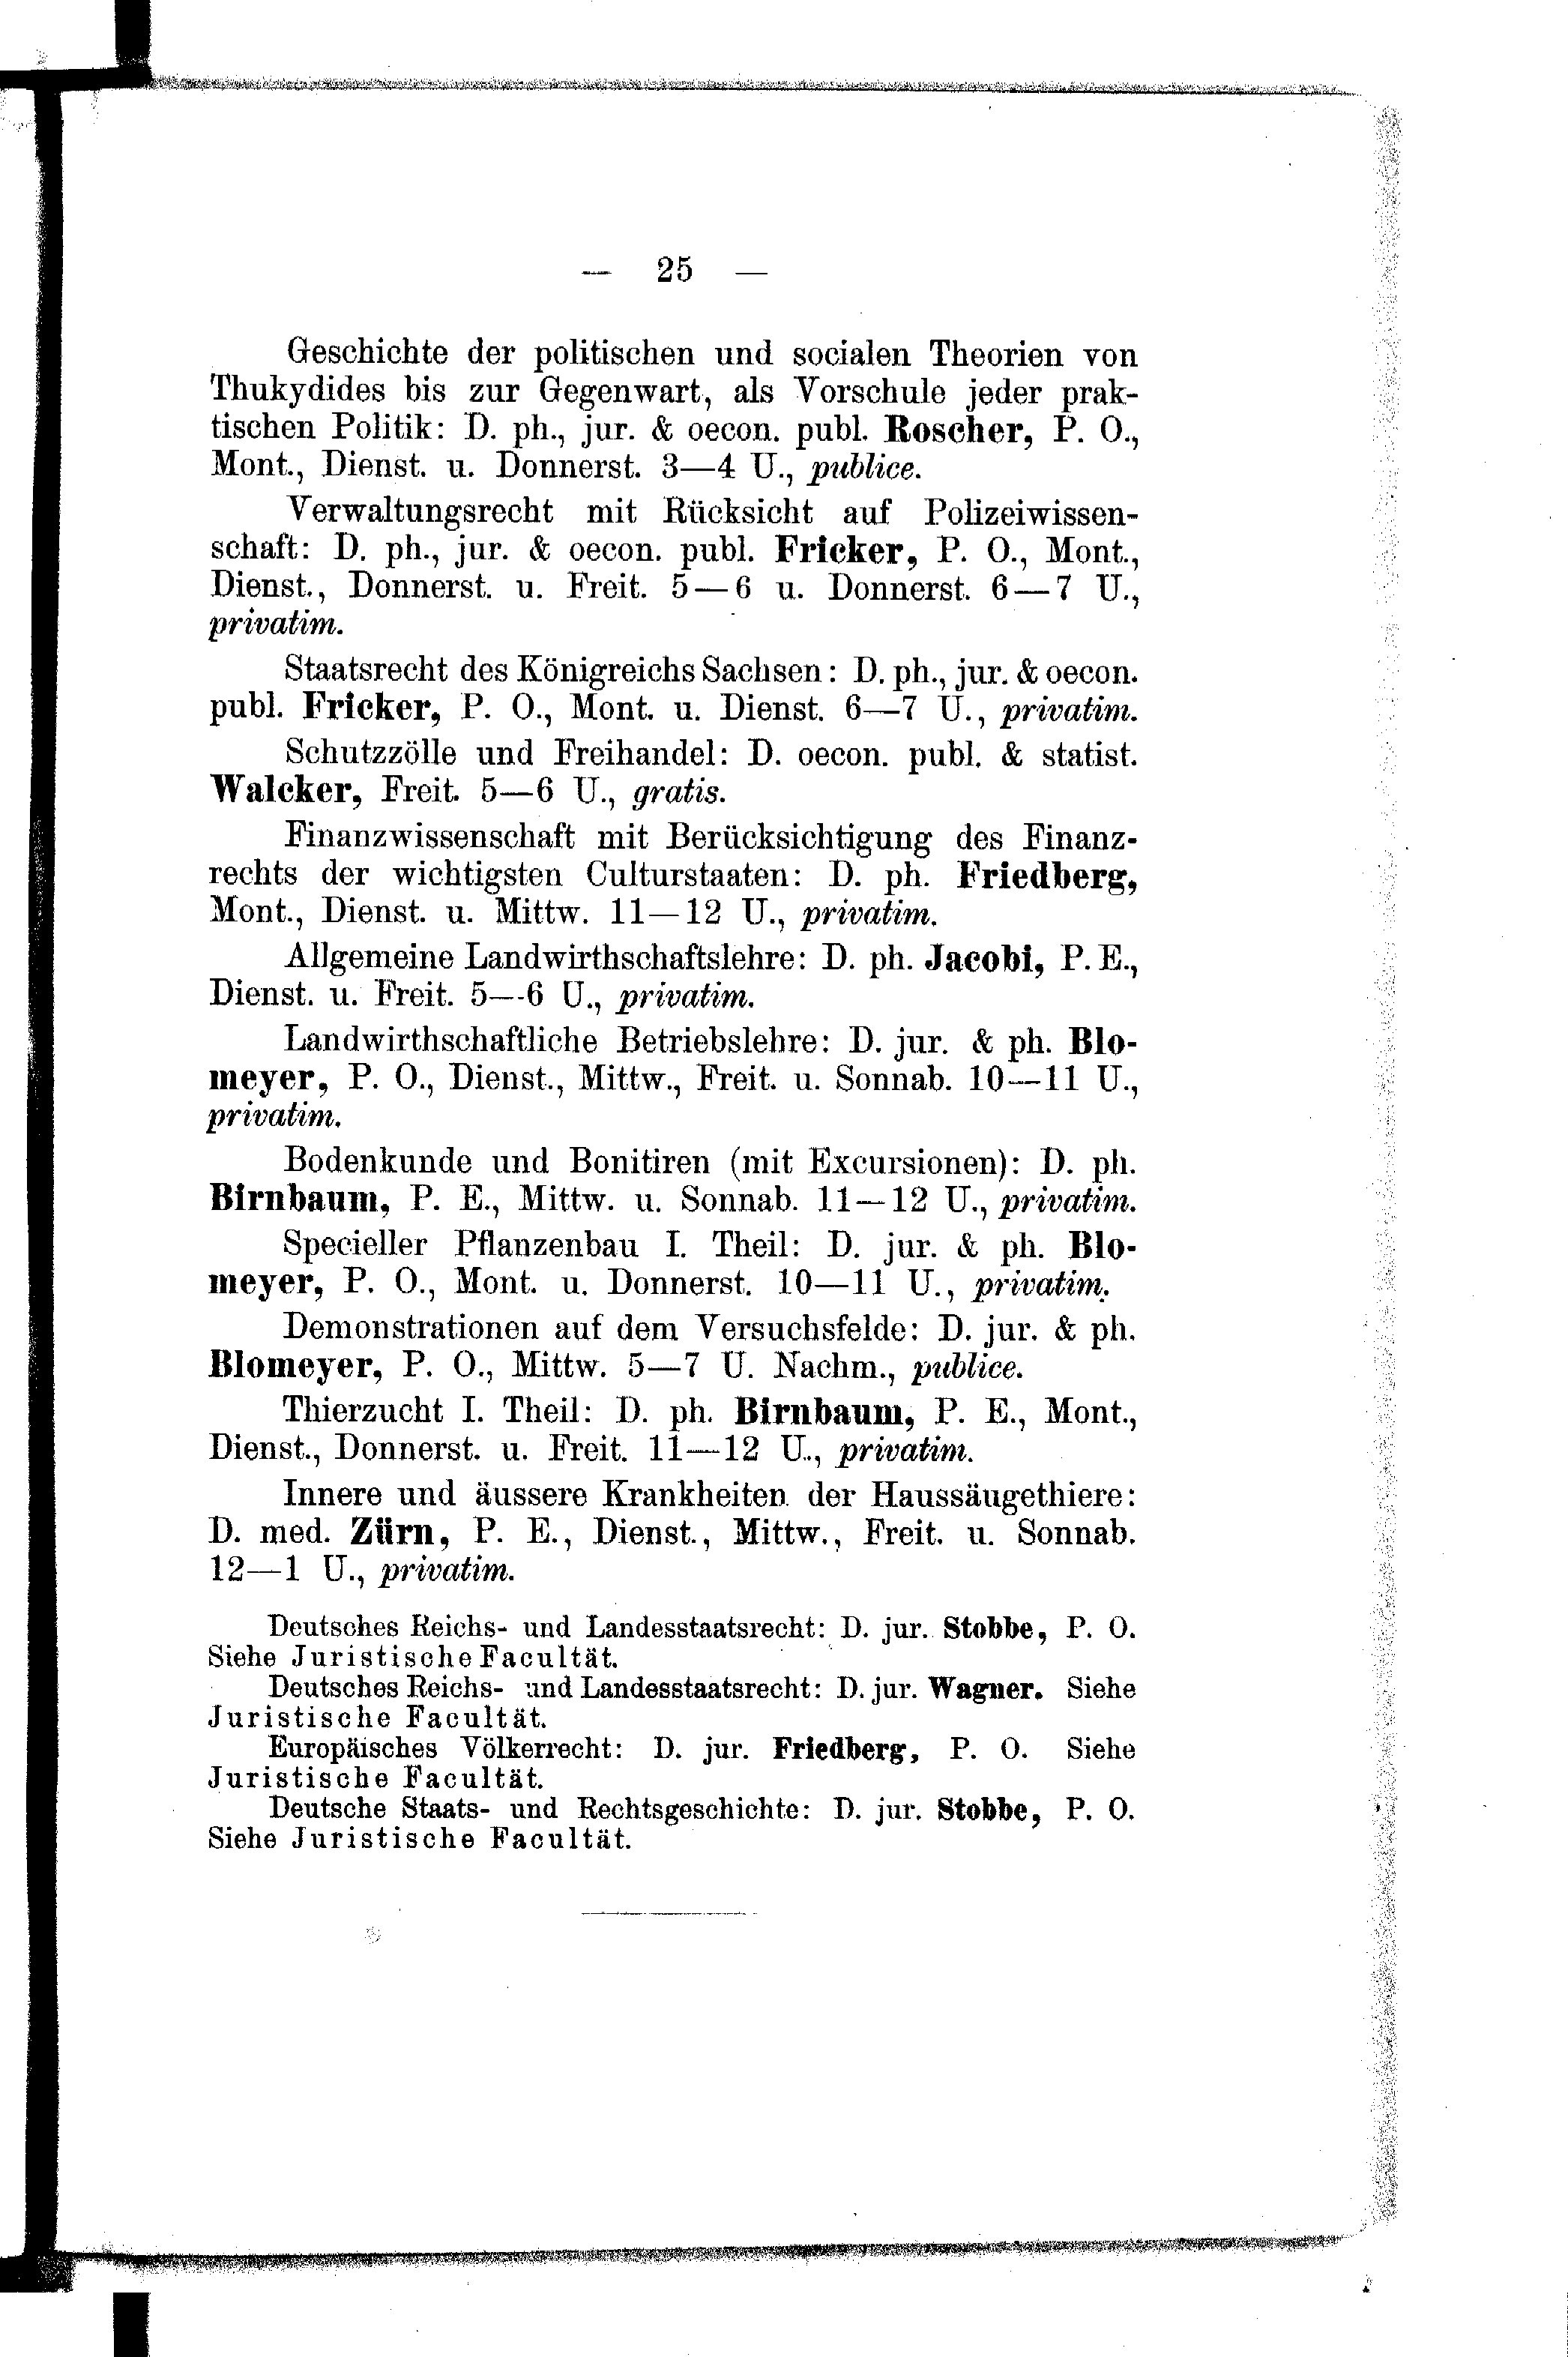 — 25 —
Geschichte der politischen und socialen Theorien von
Thukydides bis zur Gegenwart, als Vorschule jeder prak-
tischen Politik: D. ph., jur. & oecon. publ. Roscher, P. O.,
Mont., Dienst. u. Donnerst. 3—4 U., publice.
Verwaltungsrecht mit Rücksicht auf Polizeiwissen-
schaft: D. ph., jur. & oecon. publ. Fricker, P. O., Mont.,
Dienst., Donnerst. u. Freit. 5—6 u. Donnerst. 6—7 U.,
privatim.
Staatsrecht des Königreichs Sachsen: D. ph., jur. & oecon.
publ. Fricker, P. O., Mont. u. Dienst. 6—7 U., privatim.
Schutzzölle und Freihandel: D. oecon. publ. & statist.
Walcker, Freit. 5—6 U., gratis.
Finanzwissenschaft mit Berücksichtigung des Finanz-
rechts der wichtigsten Culturstaaten: D. ph. Friedberg,
Mont., Dienst. u. Mittw. 11—12 U., privatim.
Allgemeine Landwirthschaftslehre: D. ph. Jacobi, P. E.,
Dienst. u. Freit. 5—6 U., privatim.
Landwirthschaftliche Betriebslehre: D. jur. & ph. Blo-
meyer, P. O., Dienst., Mittw., Freit. u. Sonnab. 10—11 U.,
privatim.
Bodenkunde und Bonitiren (mit Excursionen): D. ph.
Birnbaum, P. E., Mittw. u. Sonnab. 11—12 U., privatim.
Specieller Pflanzenbau I. Theil: D. jur. & ph. Blo-
meyer, P. O., Mont. u. Donnerst. 10—11 U., privatim.
Demonstrationen auf dem Versuchsfelde: D. jur. & ph.
Blomeyer, P. O., Mittw. 5—7 U. Nachm., publice.
Thierzucht I. Theil: D. ph. Birnbaum, P. E., Mont.,
Dienst., Donnerst. u. Freit. 11—12 U., privatim.
Innere und äussere Krankheiten der Haussäugethiere:
D. med. Zürn, P. E., Dienst., Mittw., Freit. u. Sonnab.
12—1 U., privatim.
Deutsches Reichs- und Landesstaatsrecht: D. jur. Stobbe, P. O.
Siehe Juristische Facultät.
Deutsches Reichs- und Landesstaatsrecht: D. jur. Wagner. Siehe
Juristische Facultät.
Europäisches Völkerrecht: D. jur. Friedberg, P. O. Siehe
Juristische Facultät.
Deutsche Staats- und Rechtsgeschichte: D. jur. Stobbe, P. O.
Siehe Juristische Facultät.